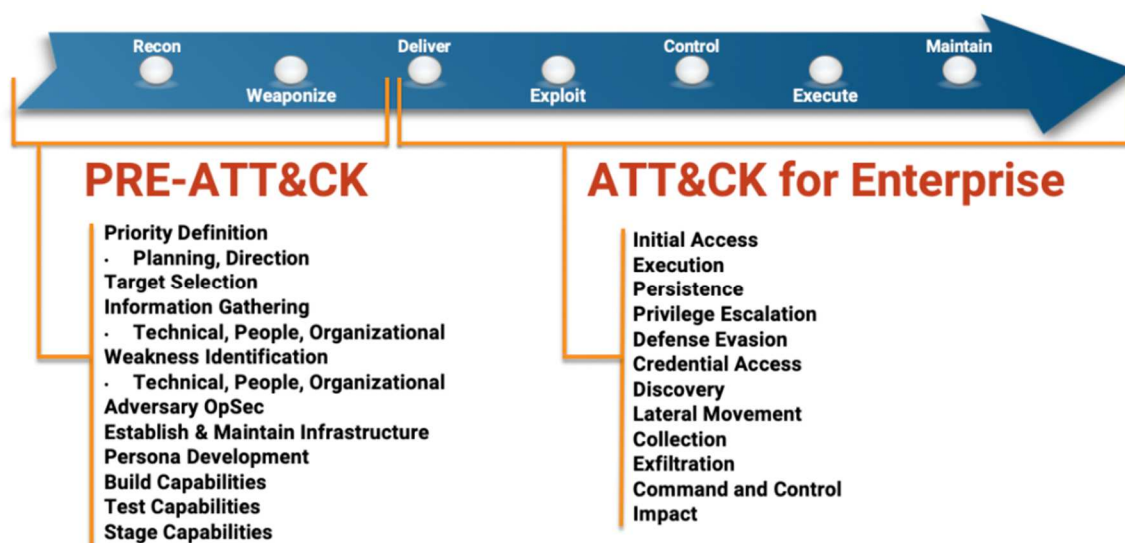 Recon
Deliver
Control
Maintain
Weaponize
Exploit
Execute
PRE-ATT&CK
Priority Definition
· Planning, Direction
Target Selection
Information Gathering
· Technical, People, Organizational
Weakness Identification
· Technical, People, Organizational
Adversary OpSec
Establish & Maintain Infrastructure
Persona Development
Build Capabilities
Test Capabilities
Stage Capabilities
ATT&CK for Enterprise
Initial Access
Execution
Persistence
Privilege Escalation
Defense Evasion
Credential Access
Discovery
Lateral Movement
Collection
Exfiltration
Command and Control
Impact